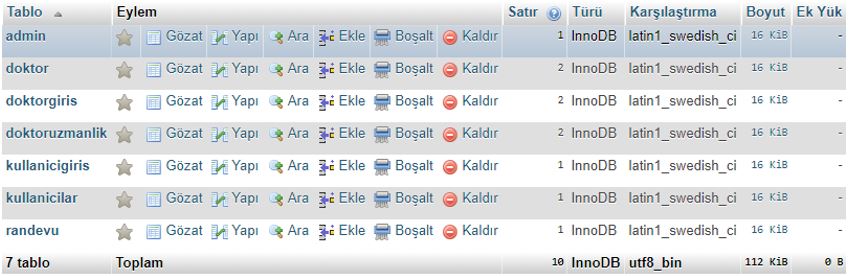 Tablo Eylem Satır Türü Karşılaştırma Boyut Ek Yük
admin Gözat Yapı Ara Ekle Boşalt Kaldır 1 InnoDB latin1_swedish_ci 16 KiB -
doktor Gözat Yapı Ara Ekle Boşalt Kaldır 2 InnoDB latin1_swedish_ci 16 KiB -
doktorgiris Gözat Yapı Ara Ekle Boşalt Kaldır 2 InnoDB latin1_swedish_ci 16 KiB -
doktoruzmanlik Gözat Yapı Ara Ekle Boşalt Kaldır 2 InnoDB latin1_swedish_ci 16 KiB -
kullanicigiris Gözat Yapı Ara Ekle Boşalt Kaldır 1 InnoDB latin1_swedish_ci 16 KiB -
kullanicilar Gözat Yapı Ara Ekle Boşalt Kaldır 1 InnoDB latin1_swedish_ci 16 KiB -
randevu Gözat Yapı Ara Ekle Boşalt Kaldır 1 InnoDB latin1_swedish_ci 16 KiB -
7 tablo Toplam 10 InnoDB utf8_bin 112 KiB 0 B